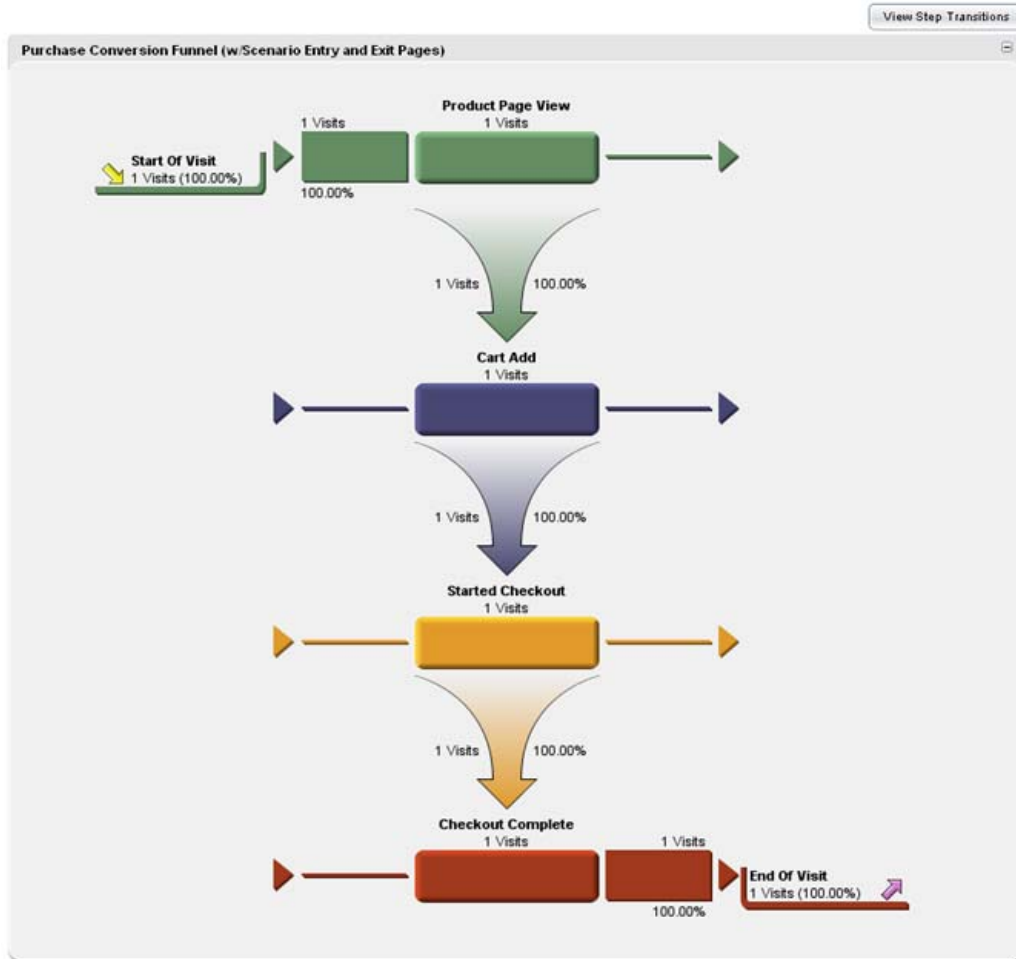 View Step Transitions
Purchase Conversion Funnel (w/Scenario Entry and Exit Pages)
Product Page View
1 Visits
1 Visits
Start Of Visit
1 Visits (100.00%)
100.00%
1 Visits
100.00%
Cart Add
1 Visits
1 Visits
100.00%
Started Checkout
1 Visits
1 Visits
100.00%
Checkout Complete
1 Visits
1 Visits
End Of Visit
1 Visits (100.00%)
100.00%